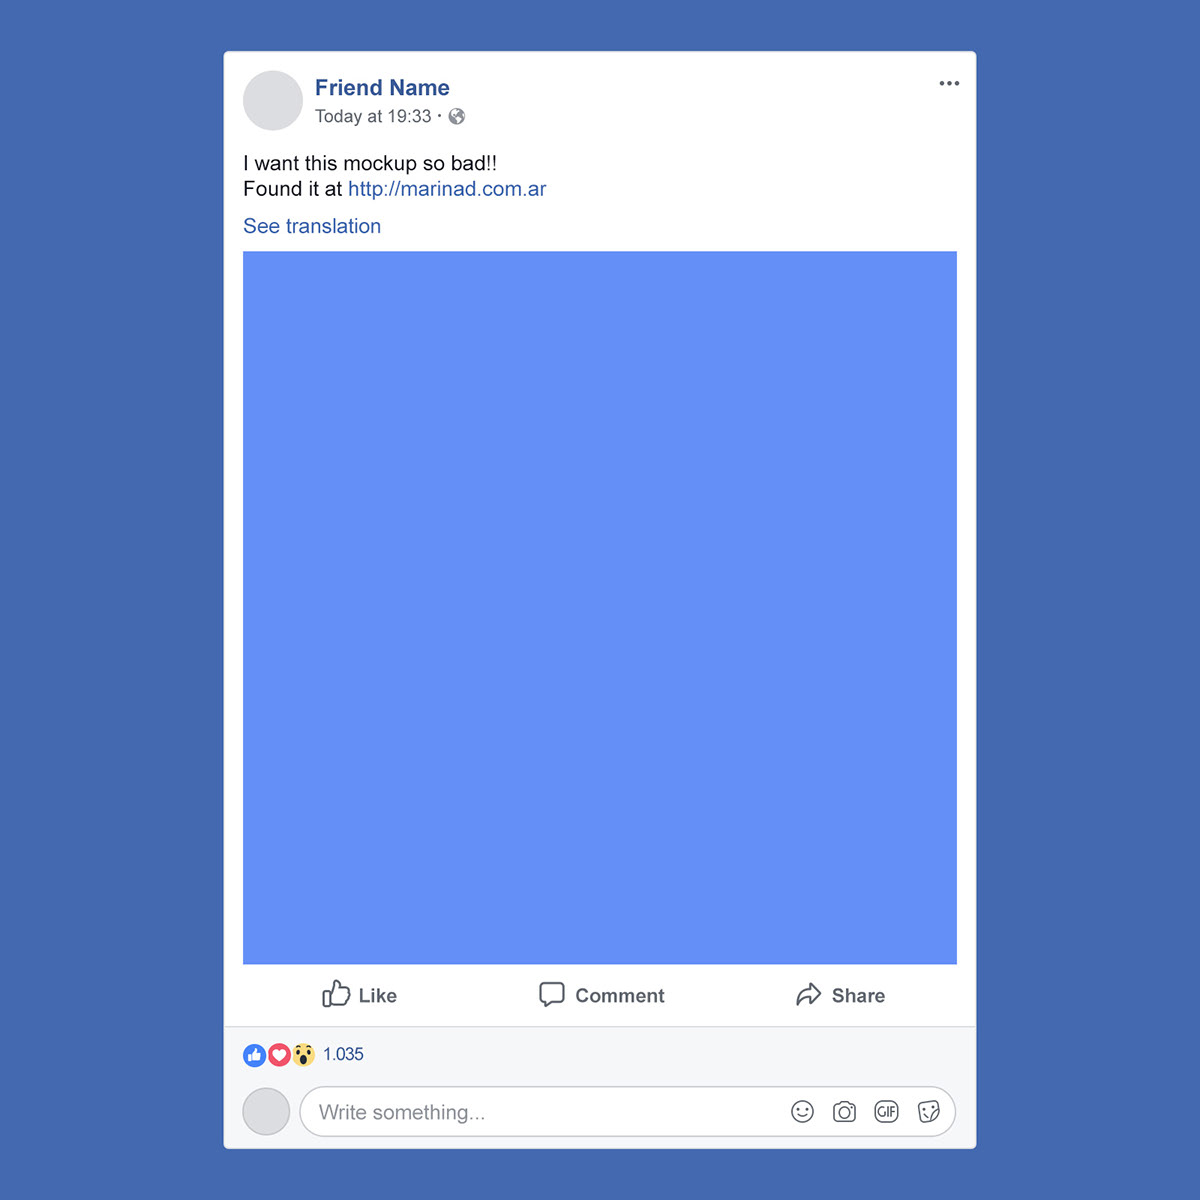 Friend Name
Today at 19:33 ·
I want this mockup so bad!!
Found it at http://marinad.com.ar
See translation
Like Comment Share
1.035
Write something... GIF